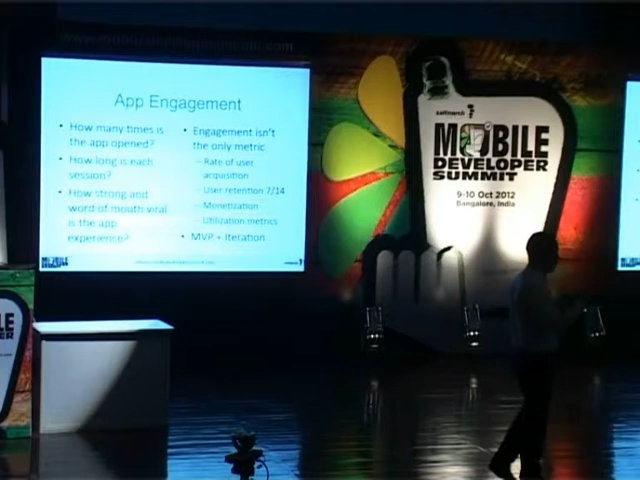 App Engagement
• How many times is
the app opened?
• How long is each
session?
• How strong and
word of mouth viral
is the app
experience?
• Engagement isn't
the only metric
– Rate of user
acquisition
– User retention 7/14
– Monetization
– Utilization metrics
• MVP + Iteration
MOBILE
DEVELOPER
SUMMIT
9-10 Oct 2012
Bangalore, India